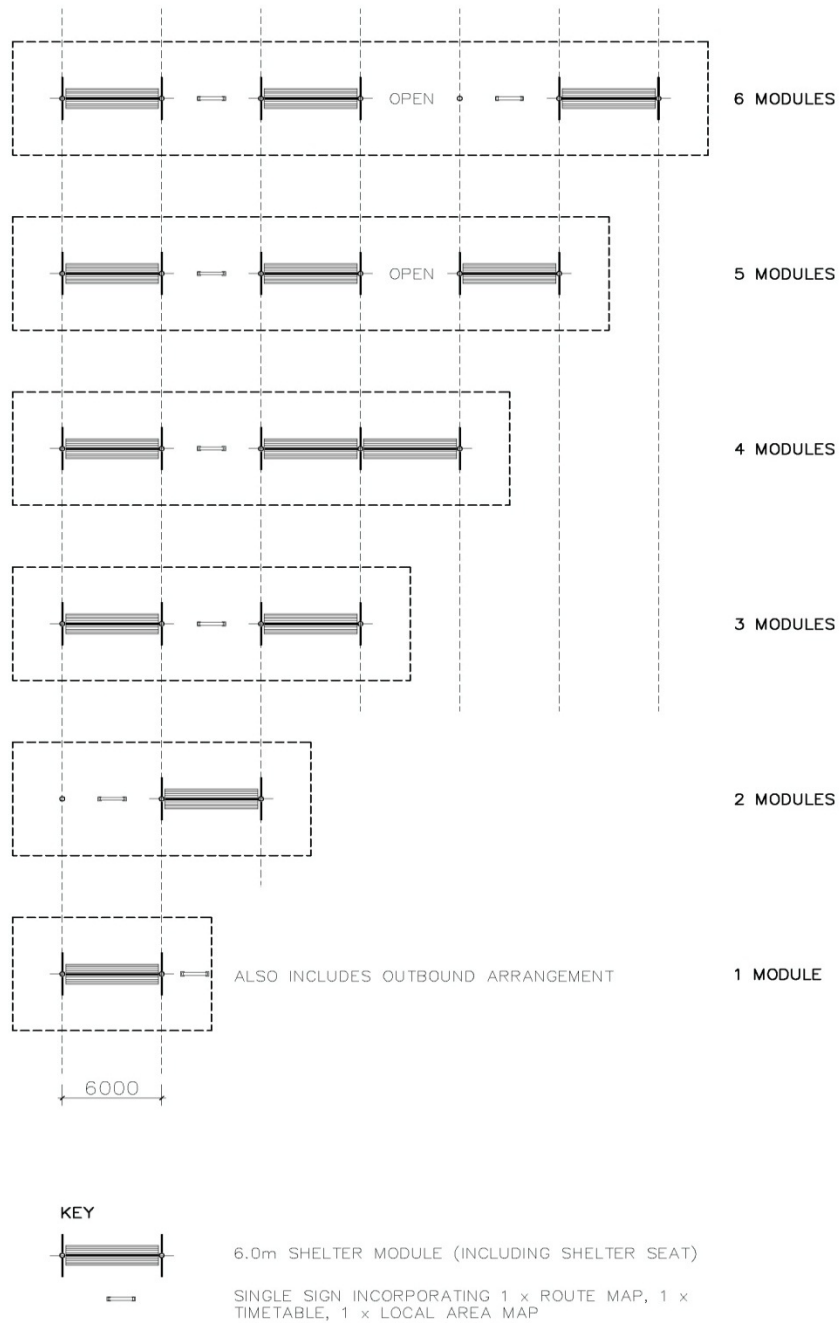 OPEN
6 MODULES
OPEN
5 MODULES
4 MODULES
3 MODULES
2 MODULES
ALSO INCLUDES OUTBOUND ARRANGEMENT
1 MODULE
6000
KEY
6.0m SHELTER MODULE (INCLUDING SHELTER SEAT)
SINGLE SIGN INCORPORATING 1 x ROUTE MAP, 1 x
TIMETABLE, 1 x LOCAL AREA MAP